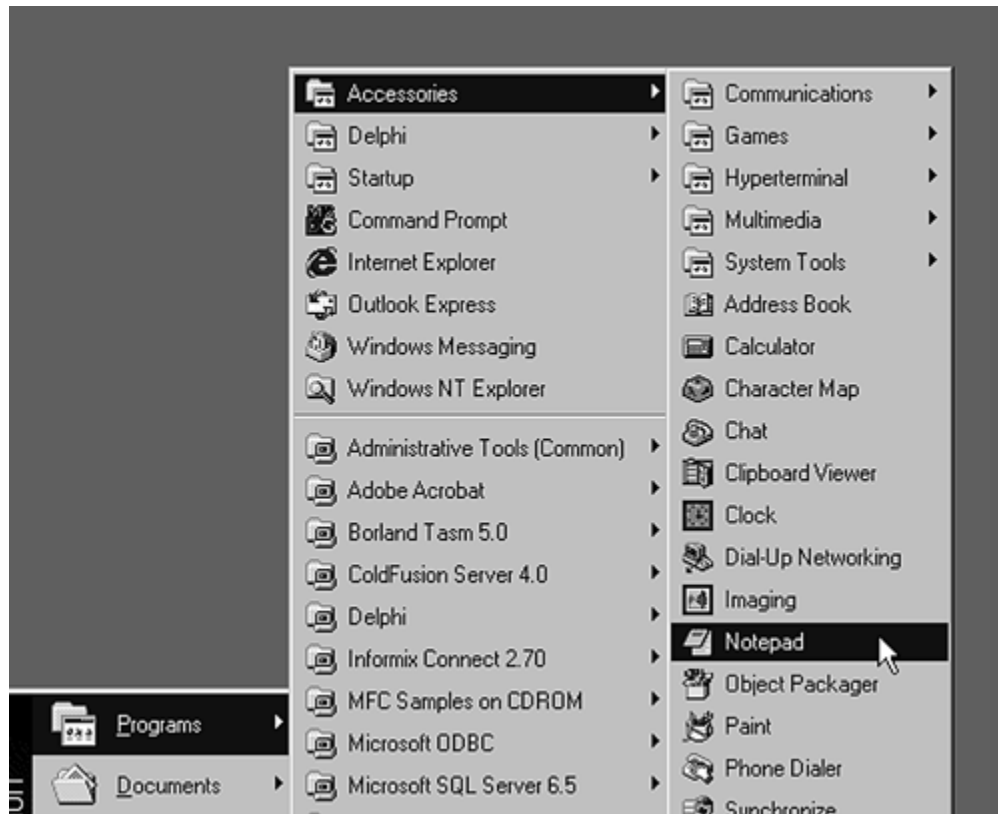 Accessories
Delphi
Startup
Command Prompt
Internet Explorer
Outlook Express
Windows Messaging
Windows NT Explorer
Administrative Tools (Common)
Adobe Acrobat
Borland Tasm 5.0
ColdFusion Server 4.0
Delphi
Informix Connect 2.70
MFC Samples on CDROM
Microsoft ODBC
Microsoft SQL Server 6.5
Communications
Games
Hyperterminal
Multimedia
System Tools
Address Book
Calculator
Character Map
Chat
Clipboard Viewer
Clock
Dial-Up Networking
Imaging
Notepad
Object Packager
Paint
Phone Dialer
Synchronize
Programs
Documents